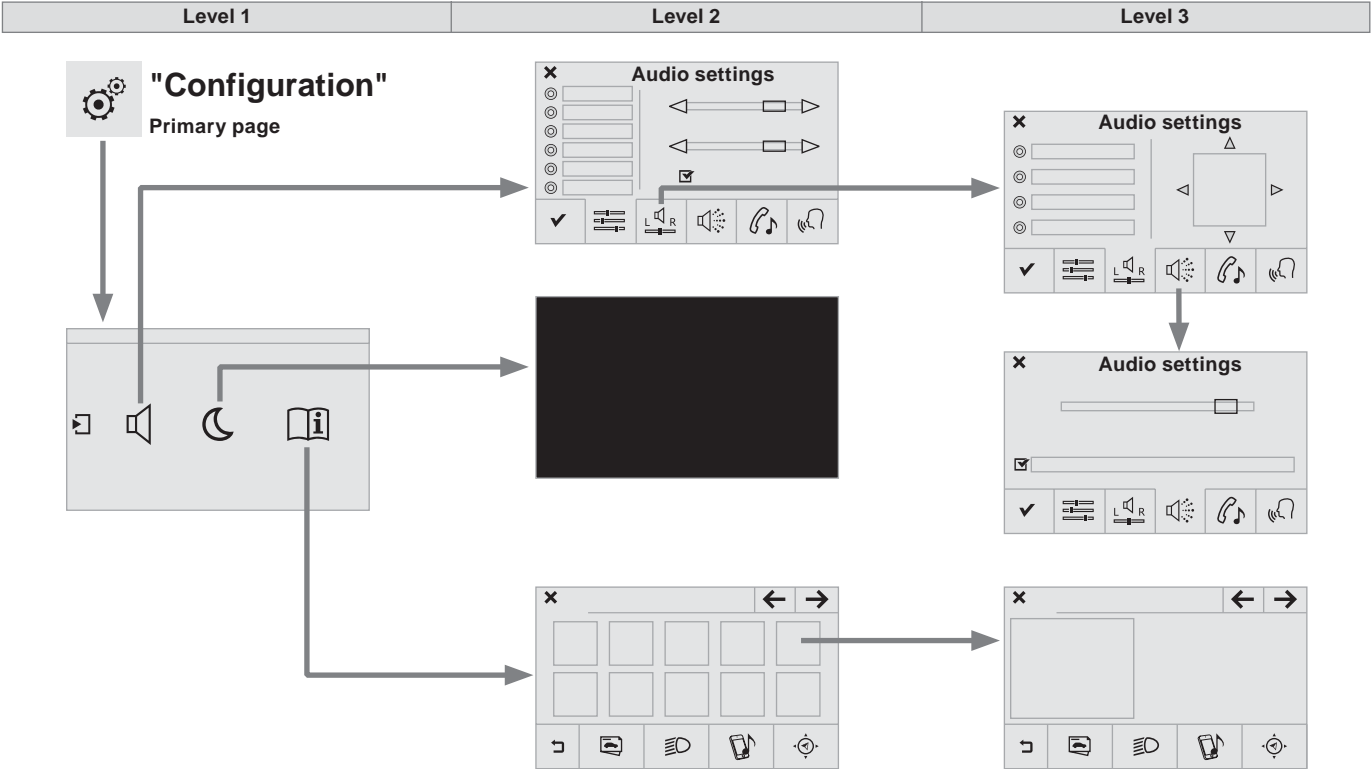 Level 1
Level 2
Level 3
"Configuration"
Primary page
Audio settings
L R
Audio settings
L R
Audio settings
L R